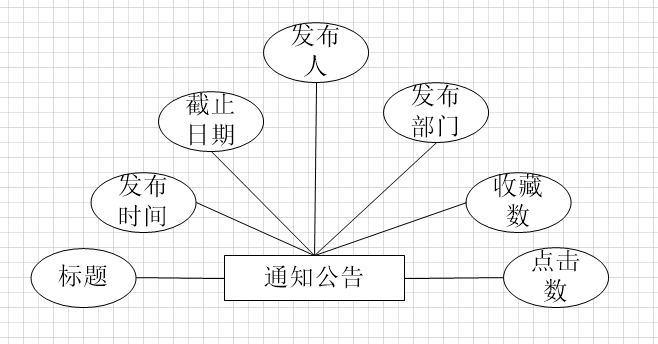 发布
人
截止
日期
发布
部门
发布
时间
收藏
数
标题
通知公告
点击
数